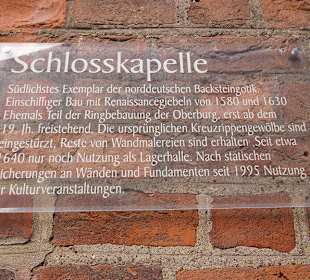 Schlosskapelle
Südlichstes Exemplar der norddeutschen Backsteingotik
Einschiffiger Bau mit Renaissancegiebeln von 1580 und 1630
Ehemals Teil der Ringbebauung der Oberburg, erst ab dem
19. Jh. freistehend. Die ursprünglichen Kreuzrippengewölbe sind
eingestürzt, Reste von Wandmalereien sind erhalten. Seit etwa
1640 nur noch Nutzung als Lagerhalle. Nach statischen
icherungen an Wänden und Fundamenten seit 1995 Nutzung
r Kulturveranstaltungen.